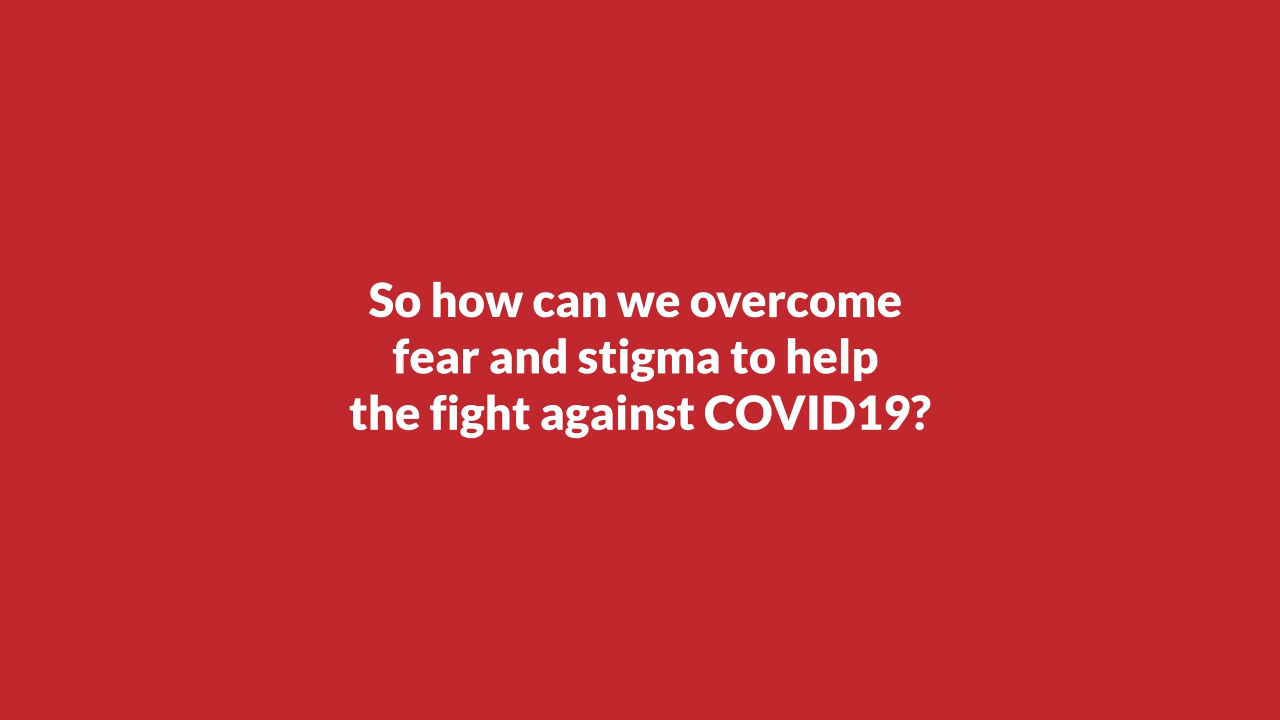 So how can we overcome
fear and stigma to help
the fight against COVID19?